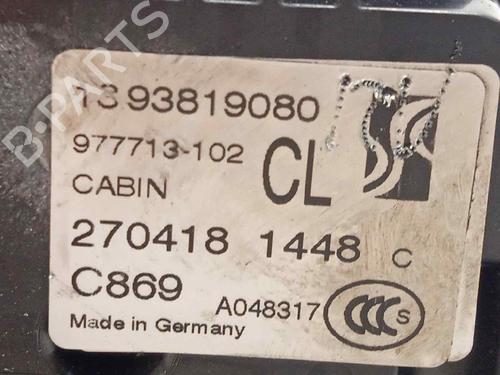 13 93819080
977713-102
CL
CABIN
270418 1448 C
C869
A048317
CCC S
Made in Germany
B-PARTS